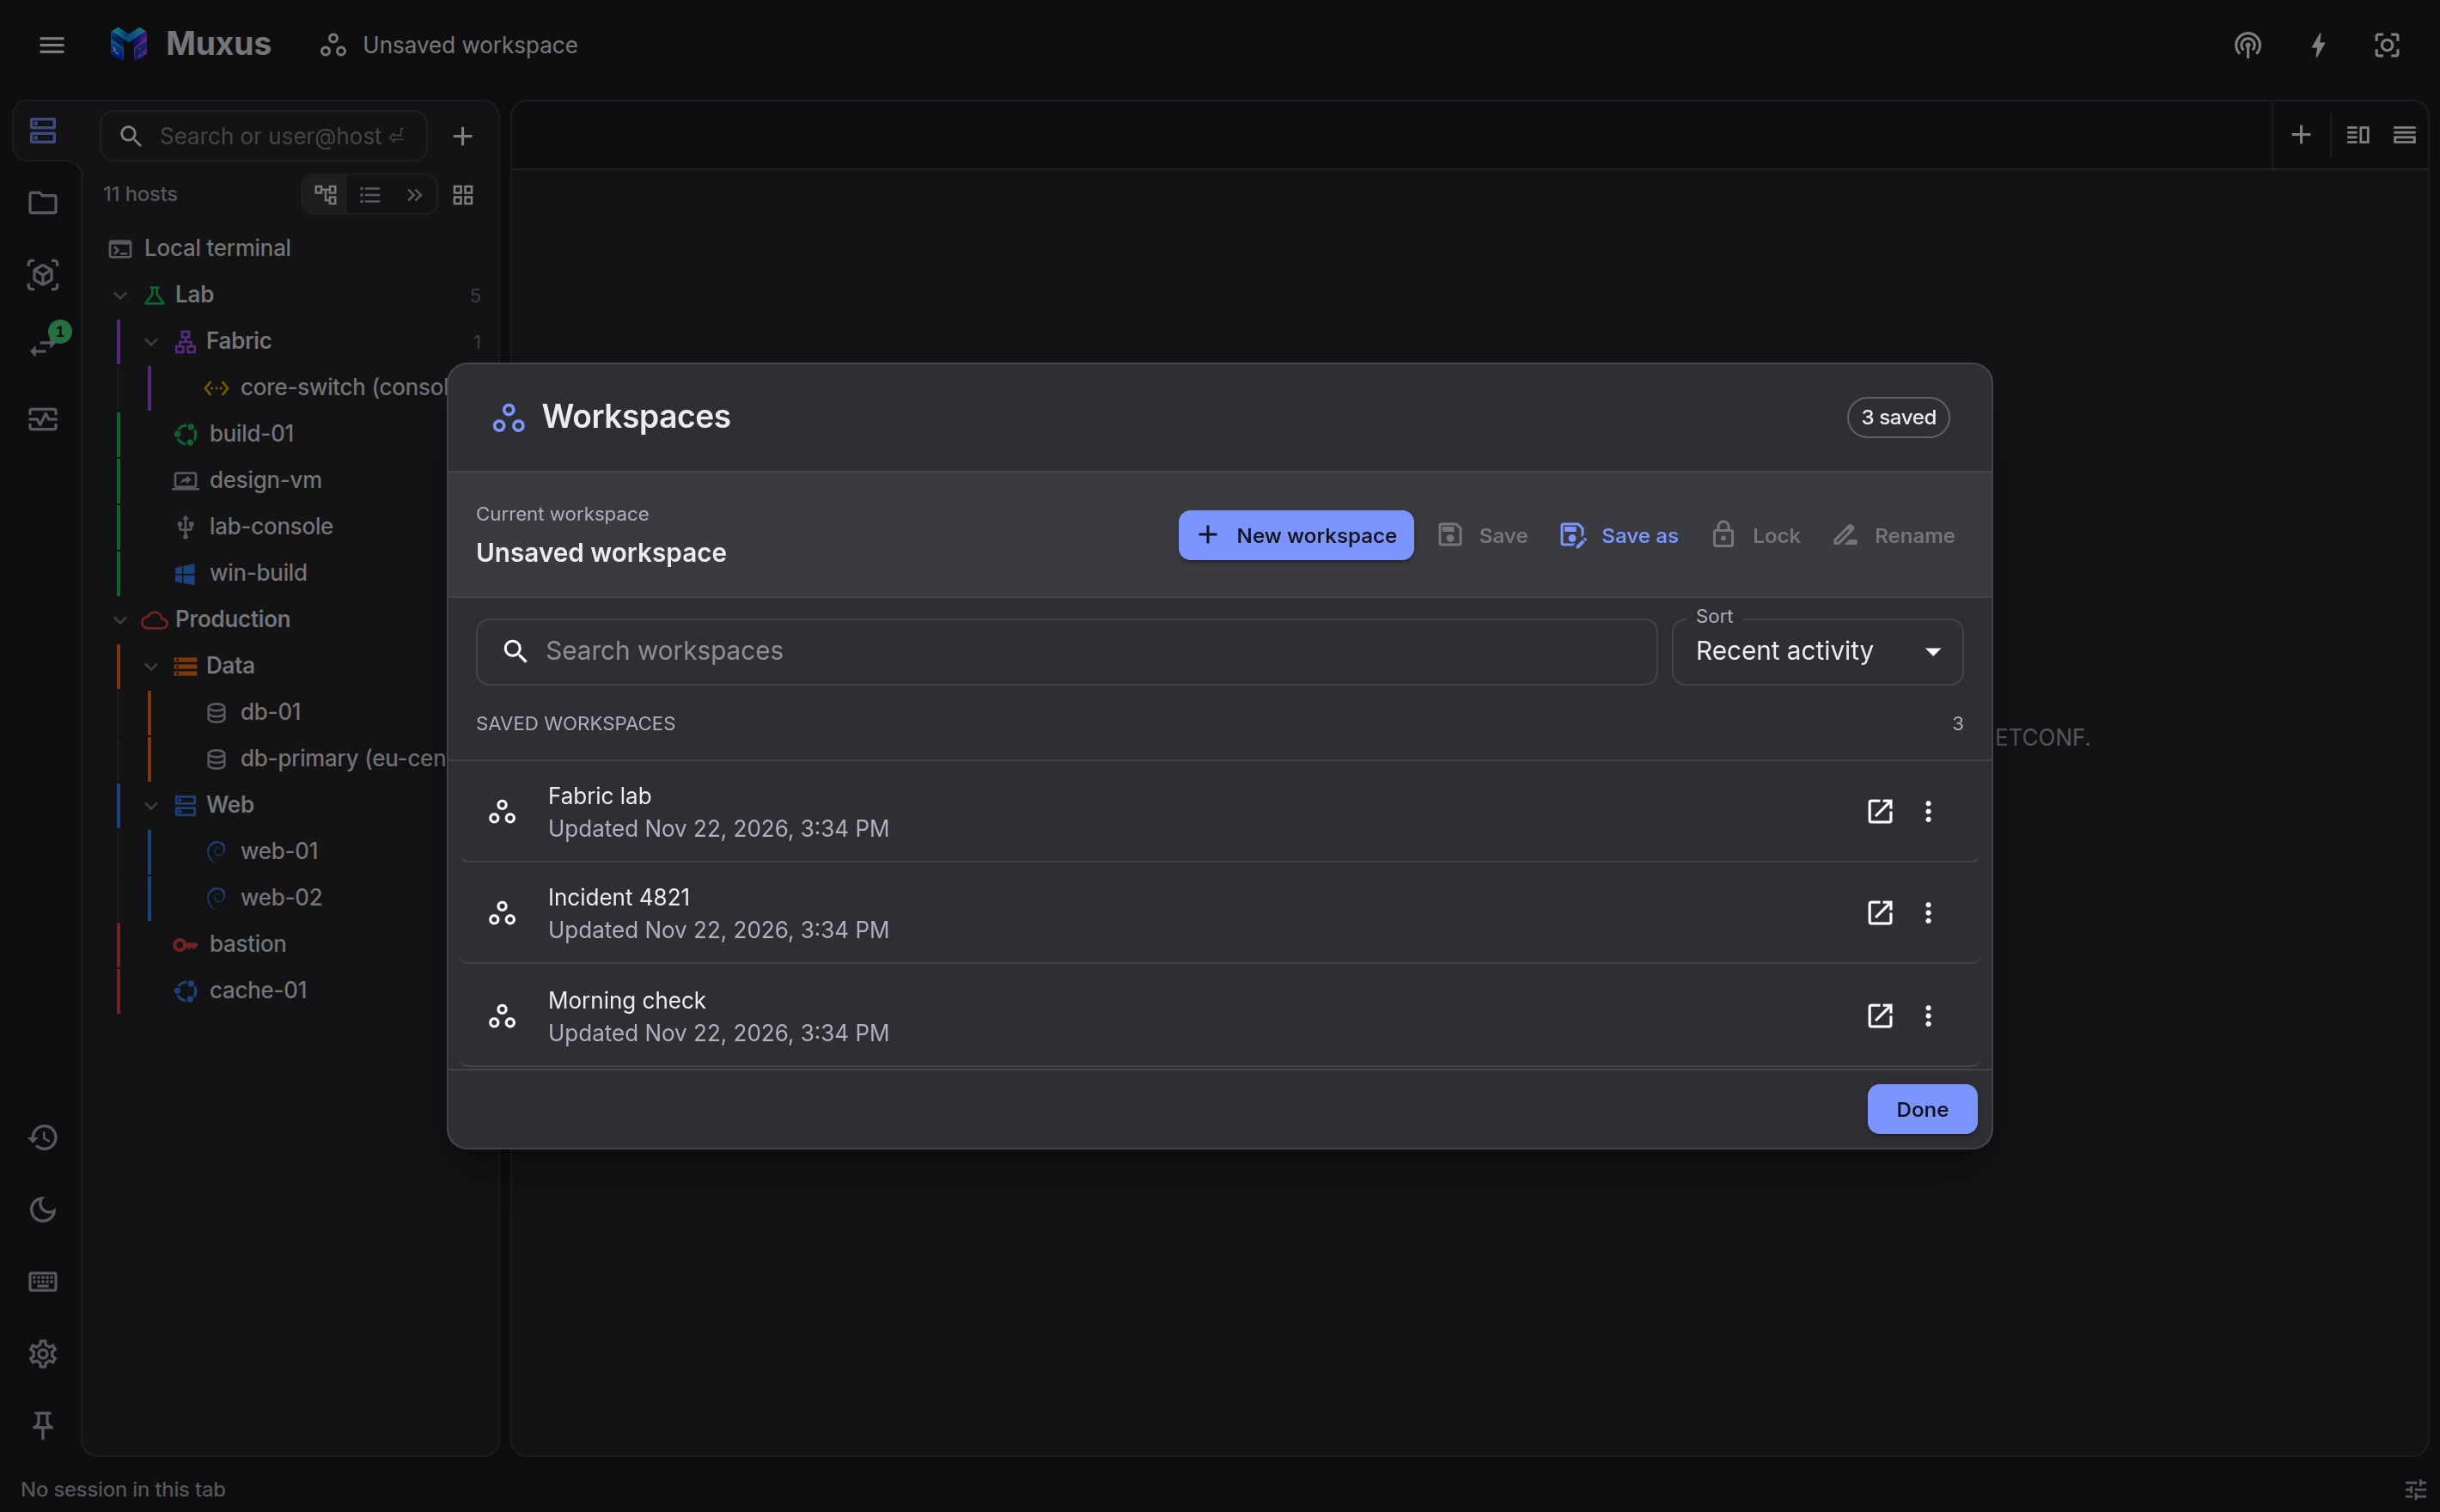 Muxus
Unsaved workspace
Search or user@host
11 hosts
Local terminal
Lab 5
Fabric 1
core-switch (consol
build-01
design-vm
lab-console
win-build
Production
Data
db-01
db-primary (eu-cen
Web
web-01
web-02
bastion
cache-01
1
Workspaces
3 saved
Current workspace
Unsaved workspace
New workspace
Save
Save as
Lock
Rename
Search workspaces
Sort
Recent activity
SAVED WORKSPACES 3
Fabric lab
Updated Nov 22, 2026, 3:34 PM
Incident 4821
Updated Nov 22, 2026, 3:34 PM
Morning check
Updated Nov 22, 2026, 3:34 PM
Done
ETCONF.
No session in this tab